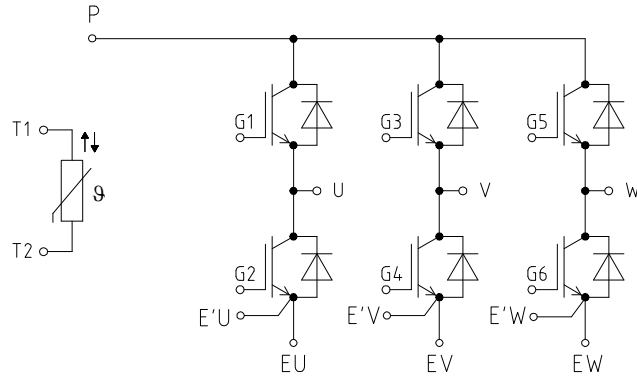 P
G1 G3 G5
T1
U V W
ϑ
T2
G2 G4 G6
E'U E'V E'W
EU EV EW